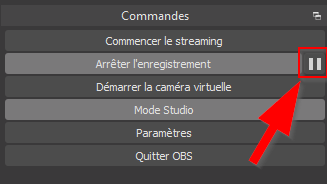 Commandes
Commencer le streaming
Arrêter l'enregistrement
Démarrer la caméra virtuelle
Mode Studio
Paramètres
Quitter OBS